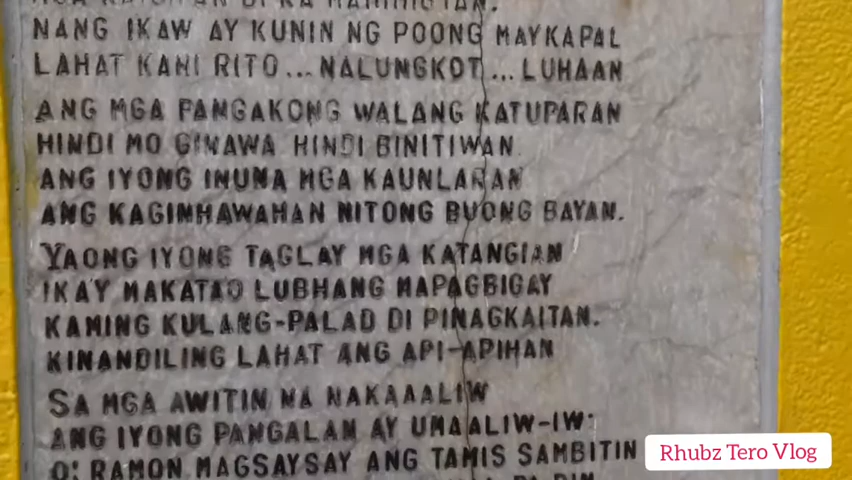 NANG IKAW AY KUNIN NG POONG MAYKAPAL
LAHAT KAMI RITO... NALUNGKOT... LUHAAN
ANG MGA PANGAKONG WALANG KATUPARAN
HINDI MO GINAWA HINDI BINITIWAN
ANG IYONG INUNA MGA KAUNLARAN
ANG KAGINHAWAHAN NITONG BUONG BAYAN.
YAONG IYONG TAGLAY MGA KATANGIAN
IKAY MAKATAO LUBHANG MAPAGBIGAY
KAMING KULANG-PALAD DI PINAGKAITAN.
KINANDILING LAHAT ANG API-APIHAN
SA MGA AWITIN NA NAKAAALIW
ANG IYONG PANGALAN AY UMAALIW-IW.
O! RAMON MAGSAYSAY ANG TAMIS SAMBITIN
Rhubz Tero Vlog